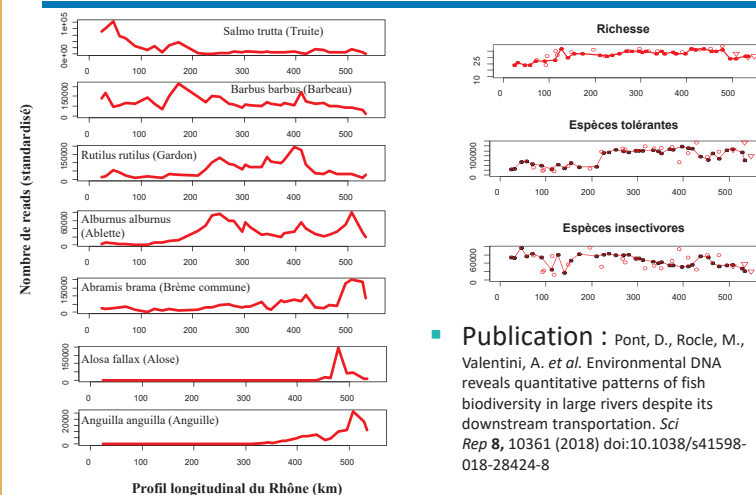 Nombre de reads (standardisé)
Salmo trutta (Truite)
0e+00 1e+05
0 100 200 300 400 500
Barbus barbus (Barbeau)
0 150000
0 100 200 300 400 500
Rutilus rutilus (Gardon)
0 150000
0 100 200 300 400 500
Alburnus alburnus
(Ablette)
0 60000
0 100 200 300 400 500
Abramis brama (Brème commune)
0 150000
0 100 200 300 400 500
Alosa fallax (Alose)
0 150000
0 100 200 300 400 500
Anguilla anguilla (Anguille)
0 20000
0 100 200 300 400 500
Profil longitudinal du Rhône (km)
Richesse
10 25
0 100 200 300 400 500
Espèces tolérantes
0 100000
0 100 200 300 400 500
Espèces insectivores
0 60000
0 100 200 300 400 500
Publication : Pont, D., Rocle, M.,
Valentini, A. et al. Environmental DNA
reveals quantitative patterns of fish
biodiversity in large rivers despite its
downstream transportation. Sci
Rep 8, 10361 (2018) doi:10.1038/s41598-
018-28424-8